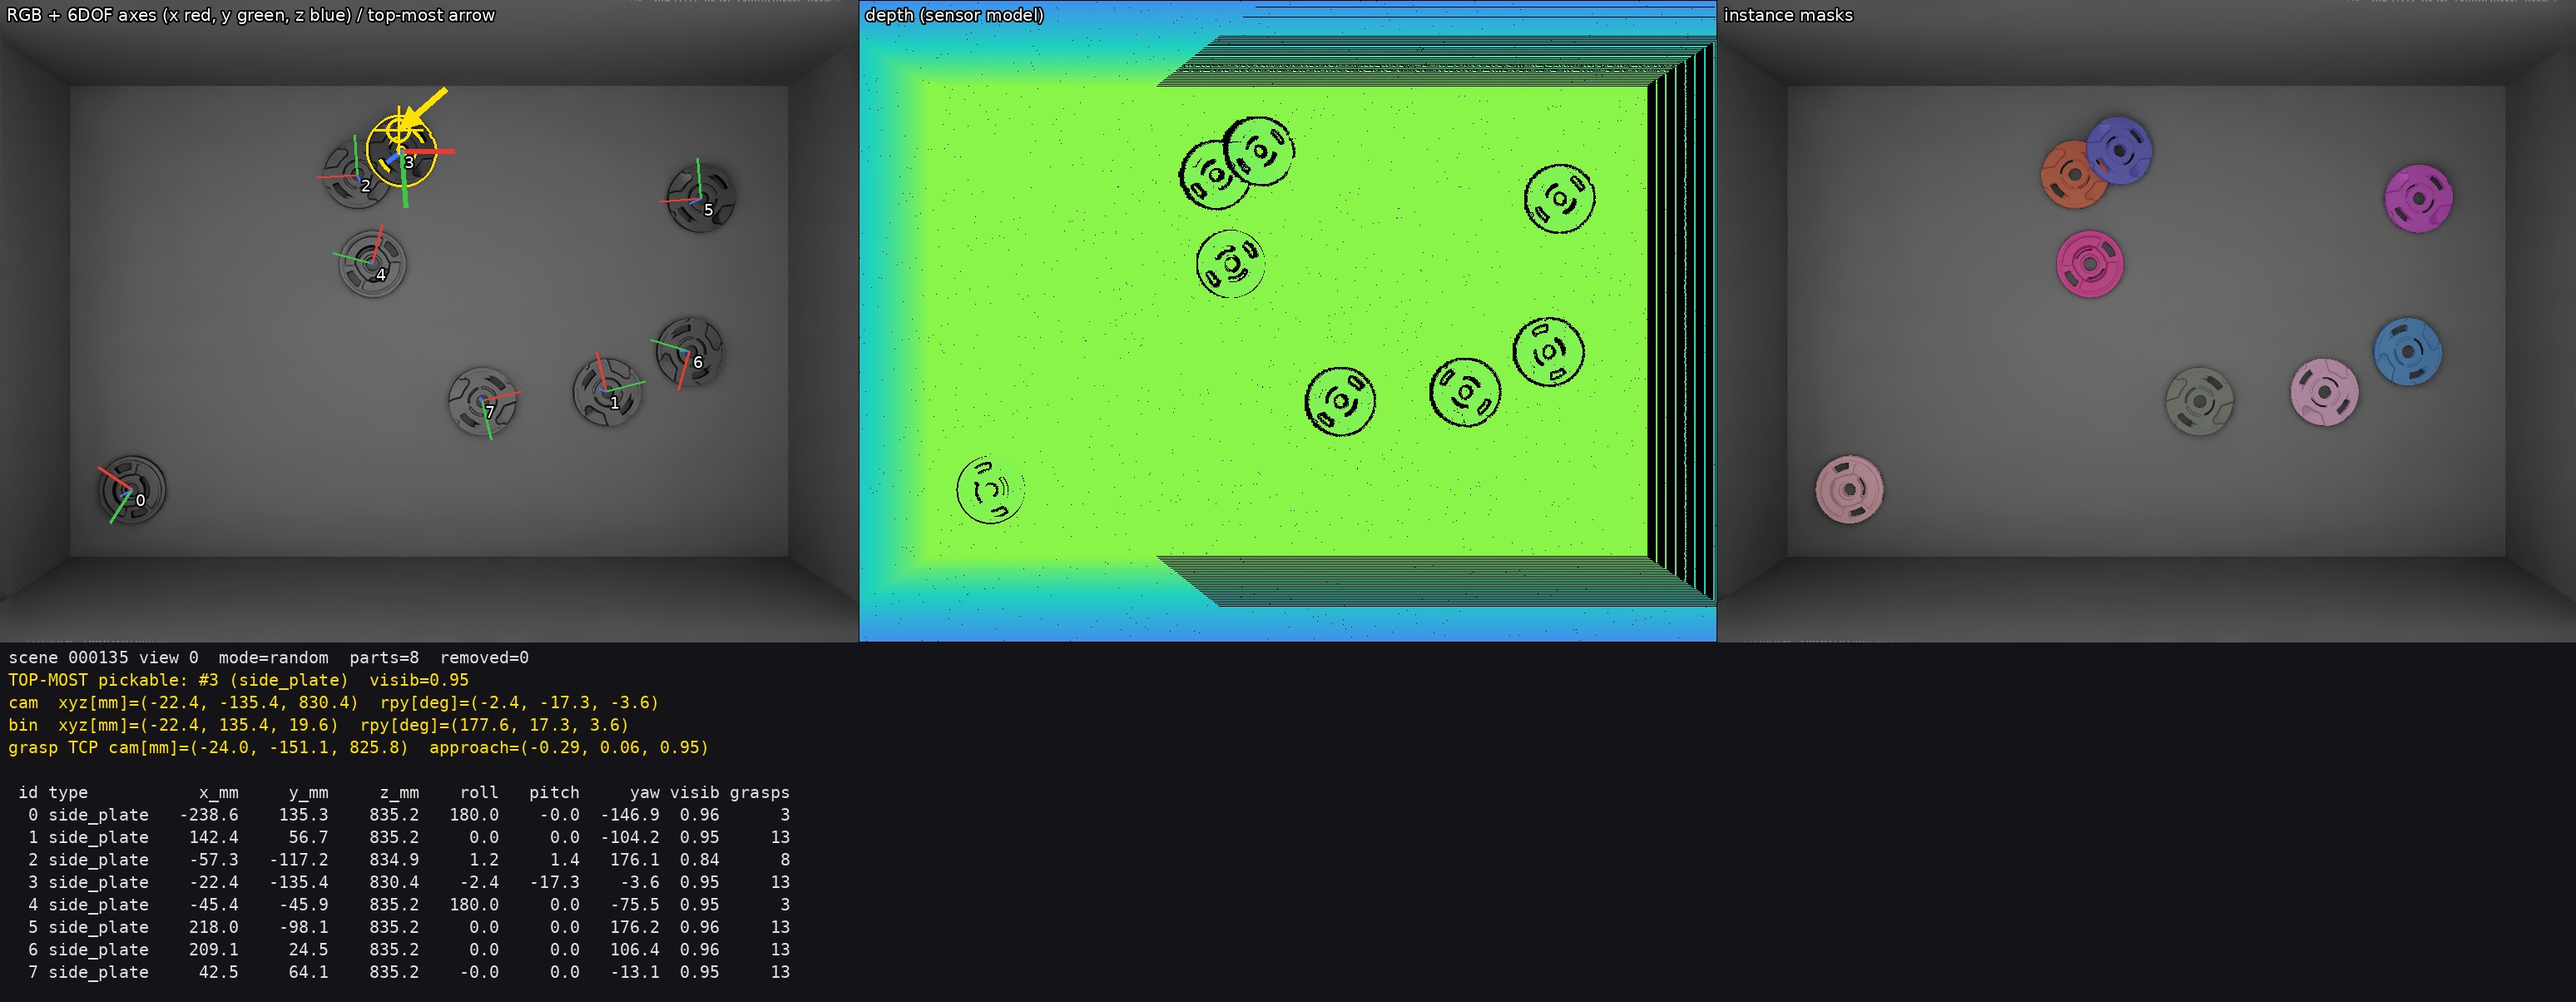 RGB + 6DOF axes (x red, y green, z blue) / top-most arrow
depth (sensor model)
instance masks
3
2
5
4
6
1
7
0
scene 000135 view 0  mode=random  parts=8  removed=0
TOP-MOST pickable: #3 (side_plate)  visib=0.95
cam  xyz[mm]=(-22.4, -135.4, 830.4)  rpy[deg]=(-2.4, -17.3, -3.6)
bin  xyz[mm]=(-22.4, 135.4, 19.6)  rpy[deg]=(177.6, 17.3, 3.6)
grasp TCP cam[mm]=(-24.0, -151.1, 825.8)  approach=(-0.29, 0.06, 0.95)
id type x_mm y_mm z_mm roll pitch yaw visib grasps
0 side_plate -238.6 135.3 835.2 180.0 -0.0 -146.9 0.96 3
1 side_plate 142.4 56.7 835.2 0.0 0.0 -104.2 0.95 13
2 side_plate -57.3 -117.2 834.9 1.2 1.4 176.1 0.84 8
3 side_plate -22.4 -135.4 830.4 -2.4 -17.3 -3.6 0.95 13
4 side_plate -45.4 -45.9 835.2 180.0 0.0 -75.5 0.95 3
5 side_plate 218.0 -98.1 835.2 0.0 0.0 176.2 0.96 13
6 side_plate 209.1 24.5 835.2 0.0 0.0 106.4 0.96 13
7 side_plate 42.5 64.1 835.2 -0.0 0.0 -13.1 0.95 13